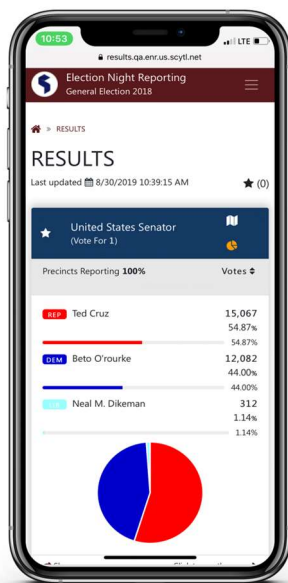 10:53
LTE
results.qa.enr.us.scytl.net
Election Night Reporting
General Election 2018
» RESULTS
RESULTS
Last updated 8/30/2019 10:39:15 AM
(0)
United States Senator
(Vote For 1)
Precincts Reporting 100%
Votes
REP Ted Cruz 15,067
54.87%
54.87%
DEM Beto O'rourke 12,082
44.00%
44.00%
Neal M. Dikeman 312
1.14%
1.14%